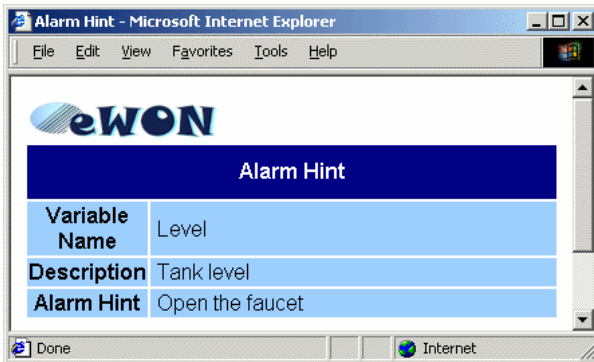 Alarm Hint - Microsoft Internet Explorer
File Edit View Favorites Tools Help
eWON
Alarm Hint
Variable
Name
Level
Description Tank level
Alarm Hint Open the faucet
Done Internet